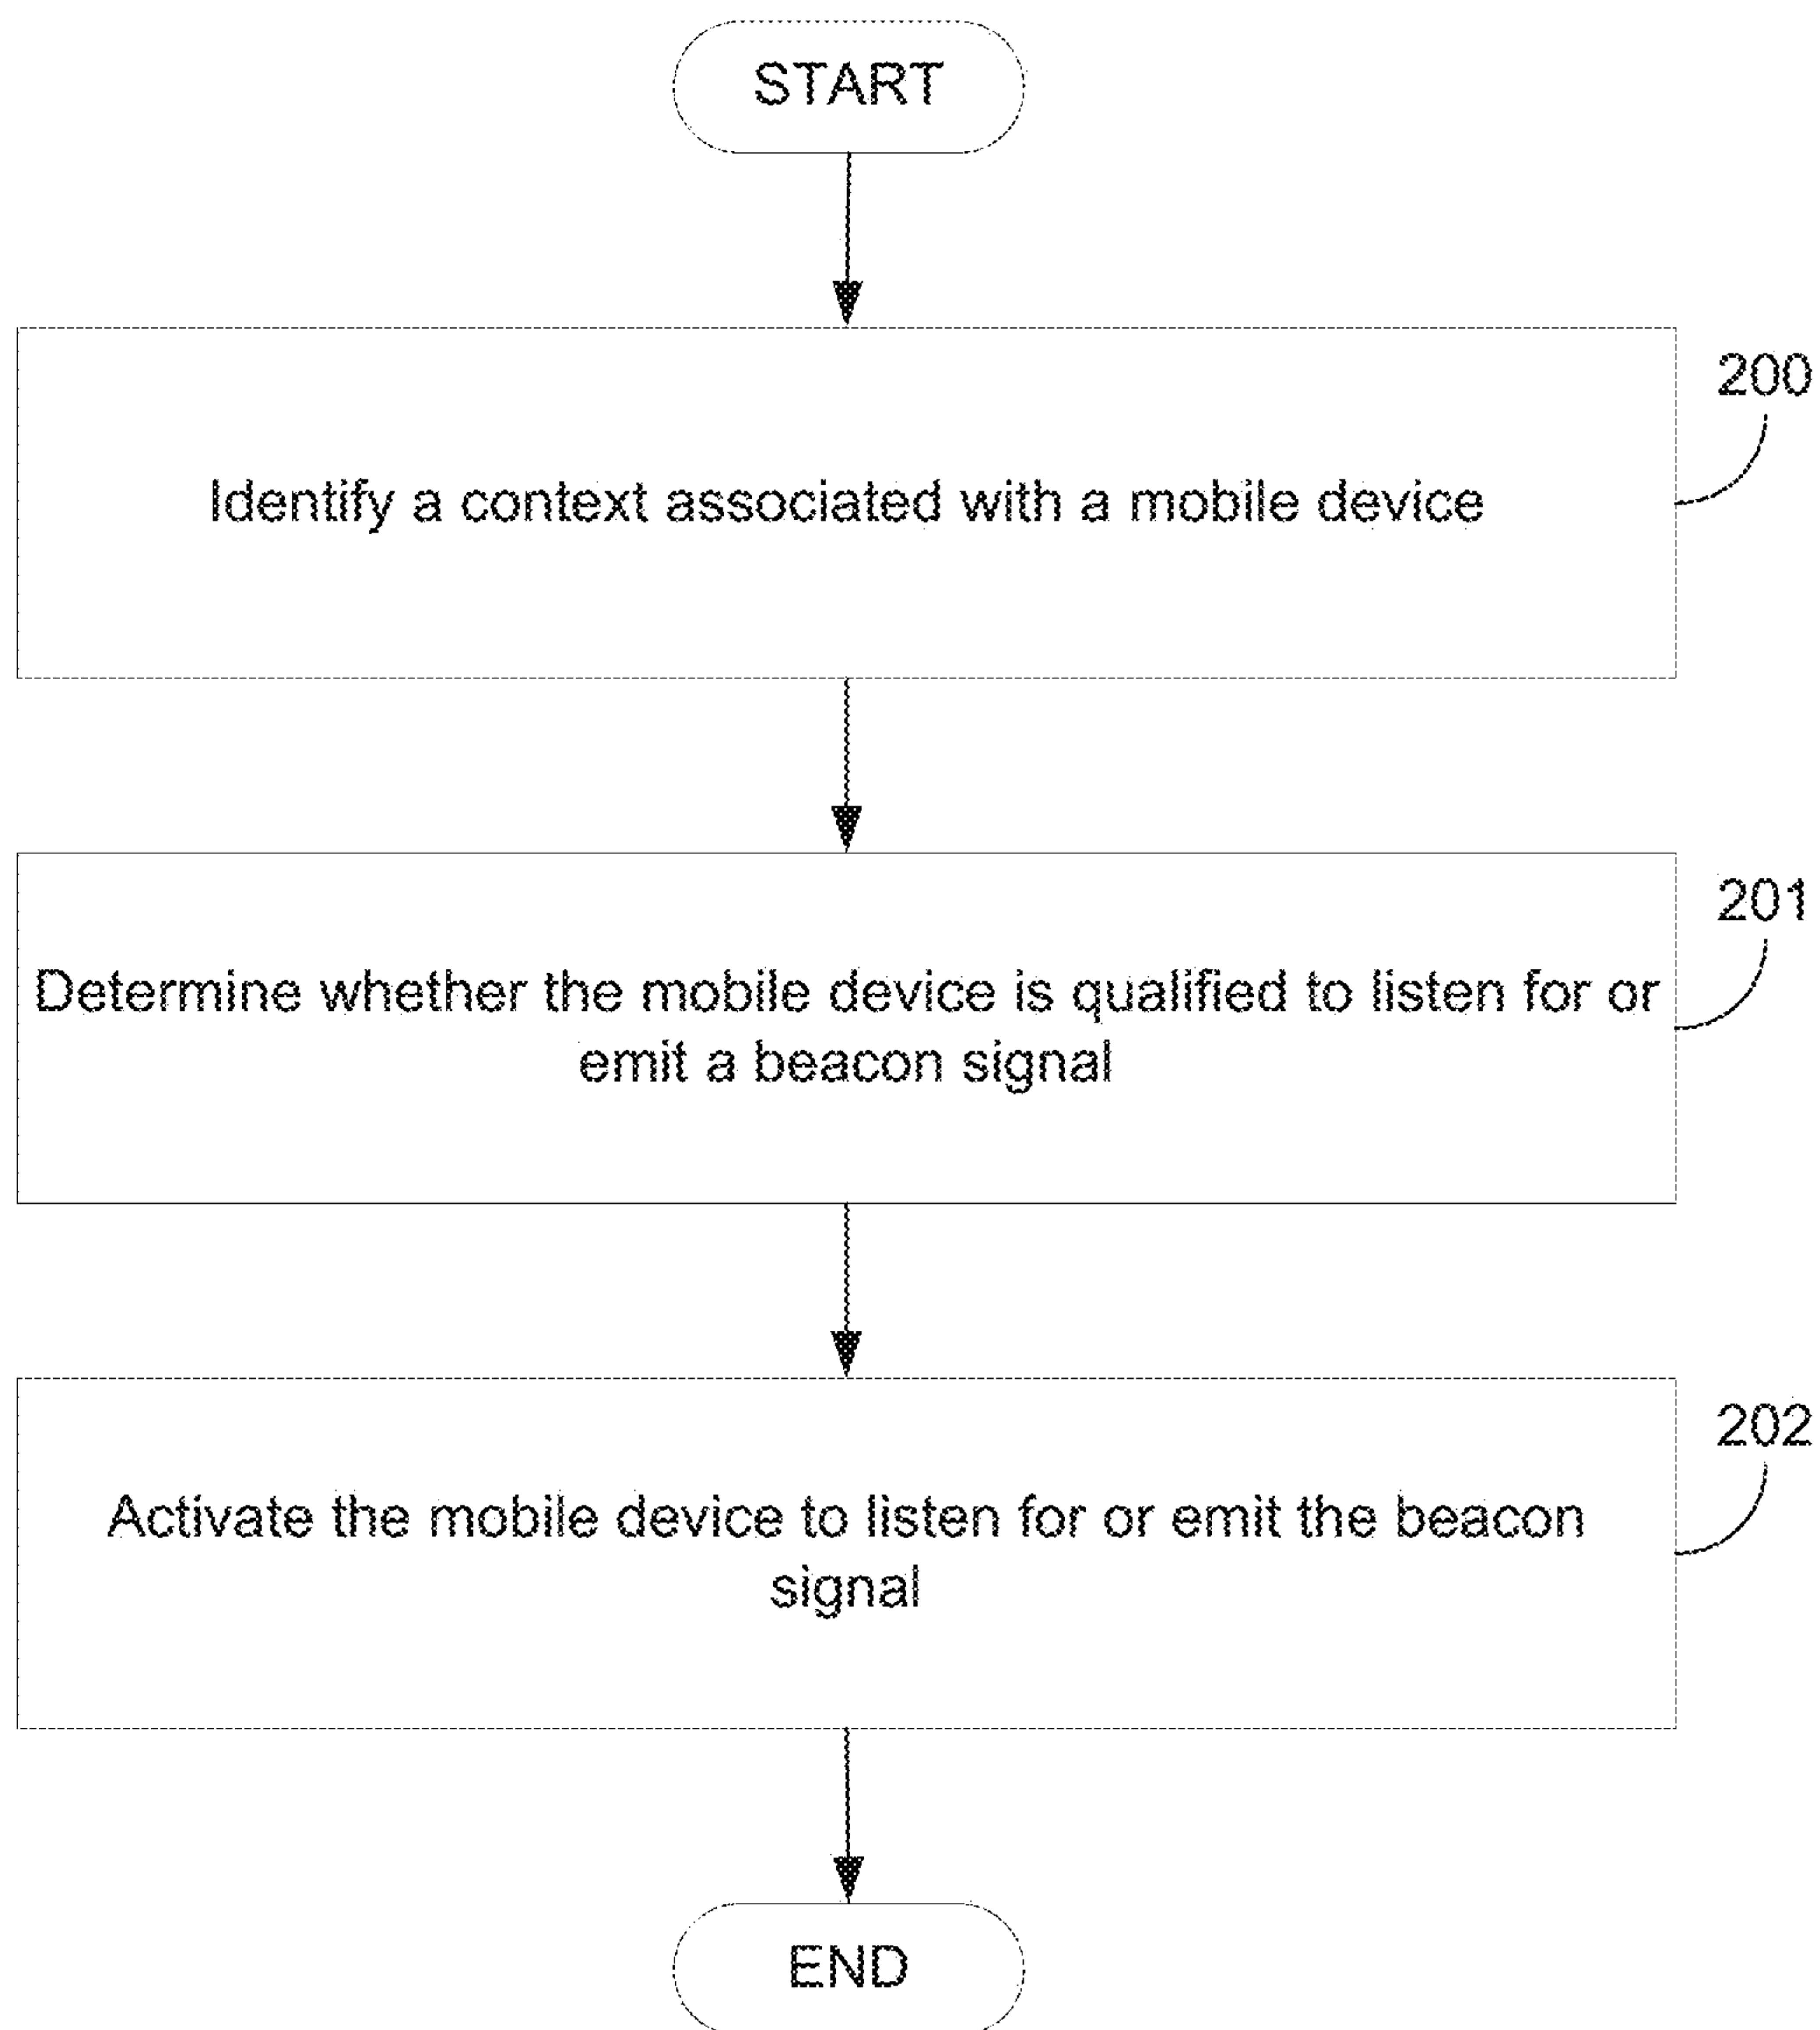 START
200
Identify a context associated with a mobile device
201
Determine whether the mobile device is qualified to listen for or
emit a beacon signal
202
Activate the mobile device to listen for or emit the beacon
signal
END